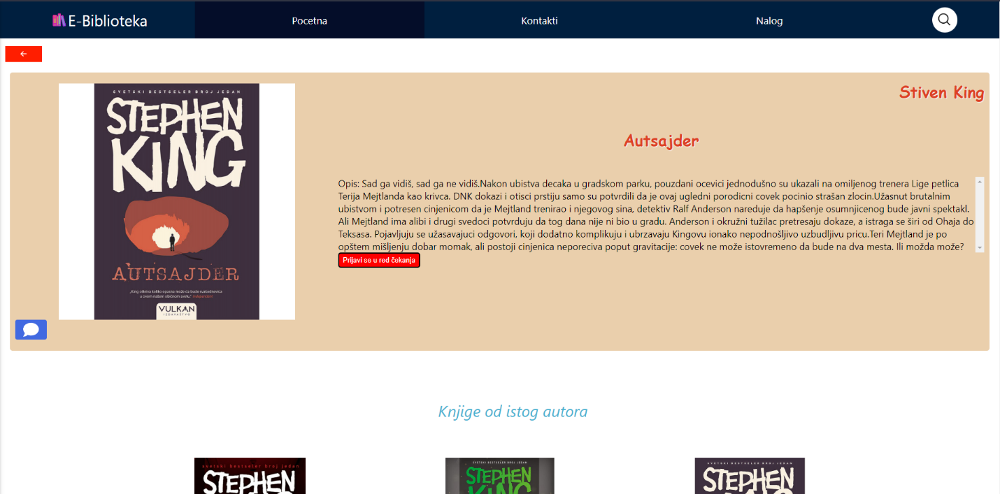 E-Biblioteka
Pocetna
Kontakti
Nalog
←
Stiven King
SVETSKI BESTSELER BROJ JEDAN
STEPHEN
KING
AUTSAJDER
„King otkriva koliko opasna može da bude svakodnevica
u ovom našem običnom svetu.” Independent
VULKAN
IZDAVAŠTVO
Autsajder
Opis: Sad ga vidiš, sad ga ne vidiš.Nakon ubistva decaka u gradskom parku, pouzdani ocevici jednodušno su ukazali na omiljenog trenera Lige petlica
Terija Mejtlanda kao krivca. DNK dokazi i otisci prstiju samo su potvrdili da je ovaj ugledni porodicni covek pocinio strašan zlocin.Užasnut brutalnim
ubistvom i potresen cinjenicom da je Mejtland trenirao i njegovog sina, detektiv Ralf Anderson nareduje da hapšenje osumnjicenog bude javni spektakl.
Ali Mejtland ima alibi i drugi svedoci potvrduju da tog dana nije ni bio u gradu. Anderson i okružni tužilac pretresaju dokaze, a istraga se širi od Ohaja do
Teksasa. Pojavljuju se užasavajuci odgovori, koji dodatno komplikuju i ubrzavaju Kingovu ionako nepodnošljivo uzbudljivu pricu.Teri Mejtland je po
opštem mišljenju dobar momak, ali postoji cinjenica neporeciva poput gravitacije: covek ne može istovremeno da bude na dva mesta. Ili možda može?
Prijavi se u red čekanja
Knjige od istog autora
svetski bestseler broj jedan
STEPHEN
SVETSKI BESTSELER BROJ JEDAN
STEPHEN
KING
SVETSKI BESTSELER BROJ JEDAN
STEPHEN